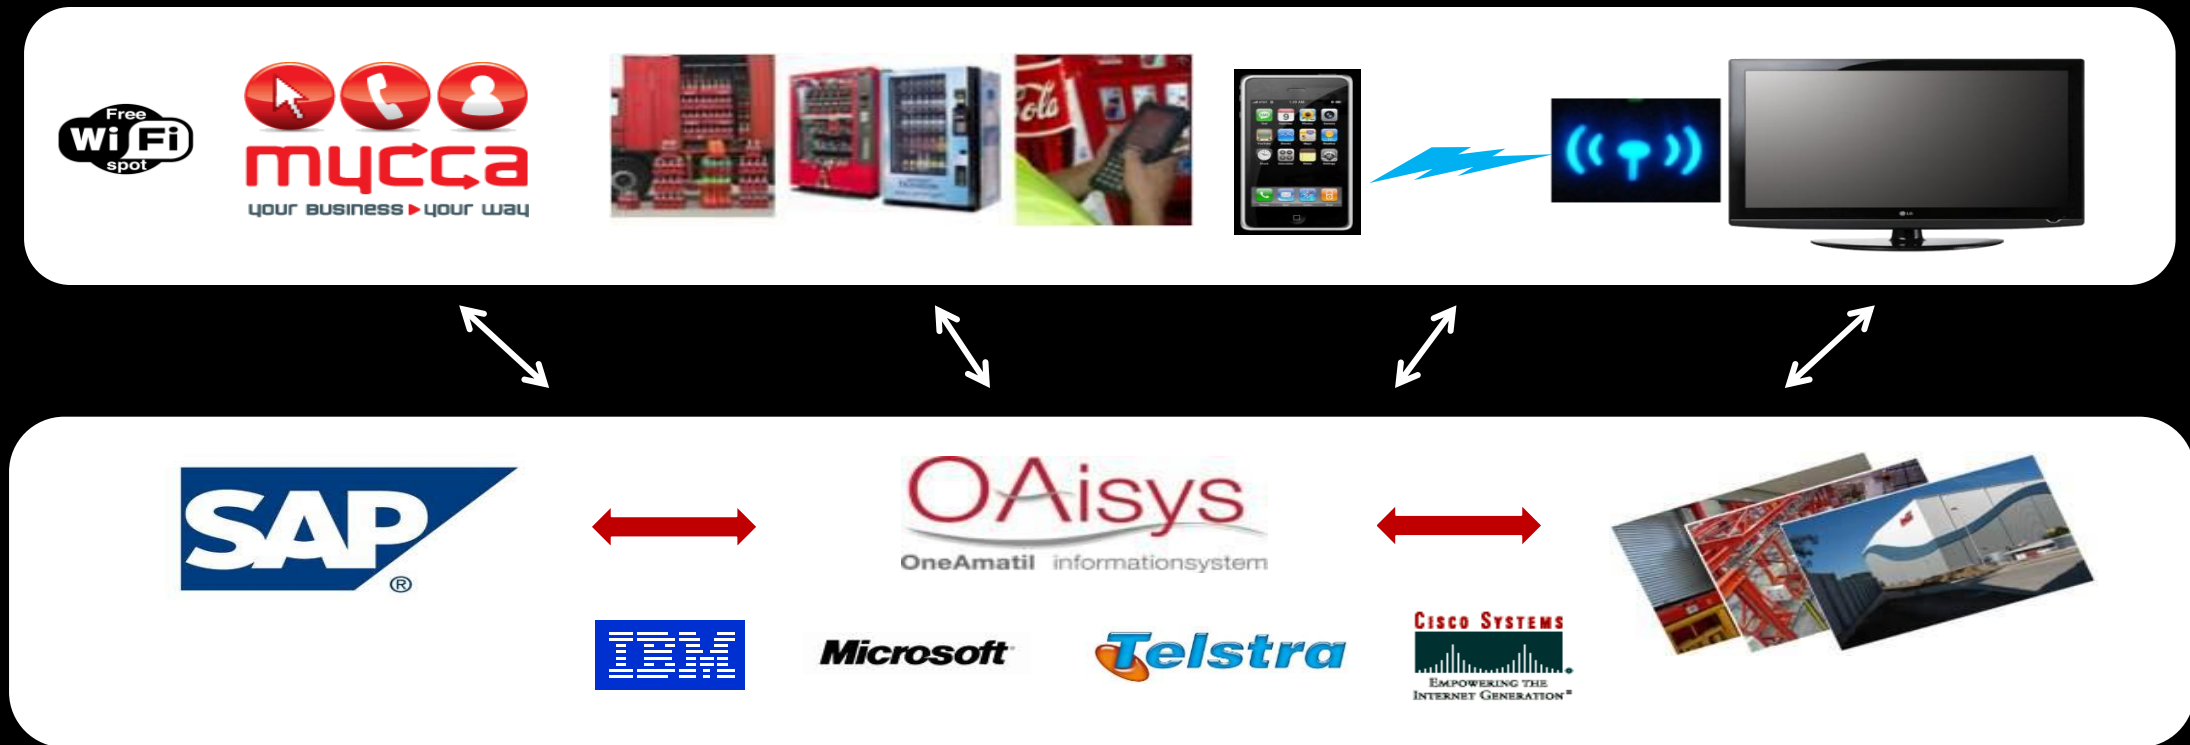 Free
Wi Fi
spot
mycca
your business your way
Cola
LG
SAP
®
OAisys
OneAmatil informationsystem
IBM
Microsoft
Telstra
CISCO SYSTEMS
EMPOWERING THE
INTERNET GENERATION